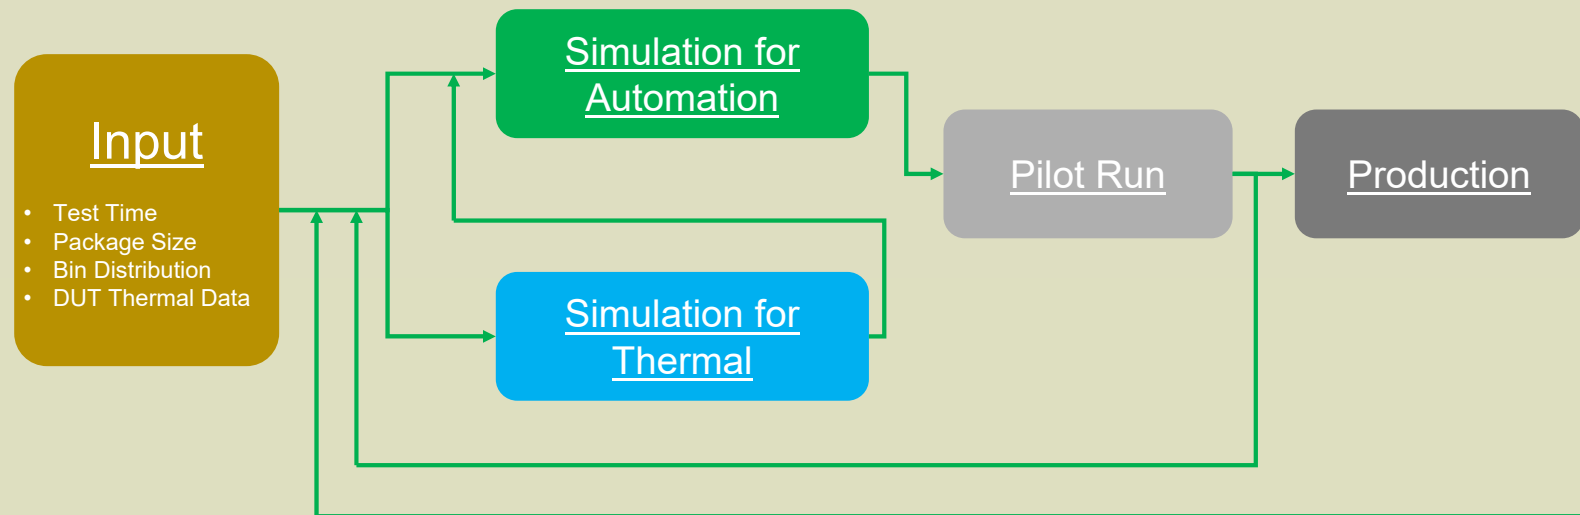 Input
• Test Time
• Package Size
• Bin Distribution
• DUT Thermal Data
Simulation for
Automation
Simulation for
Thermal
Pilot Run
Production